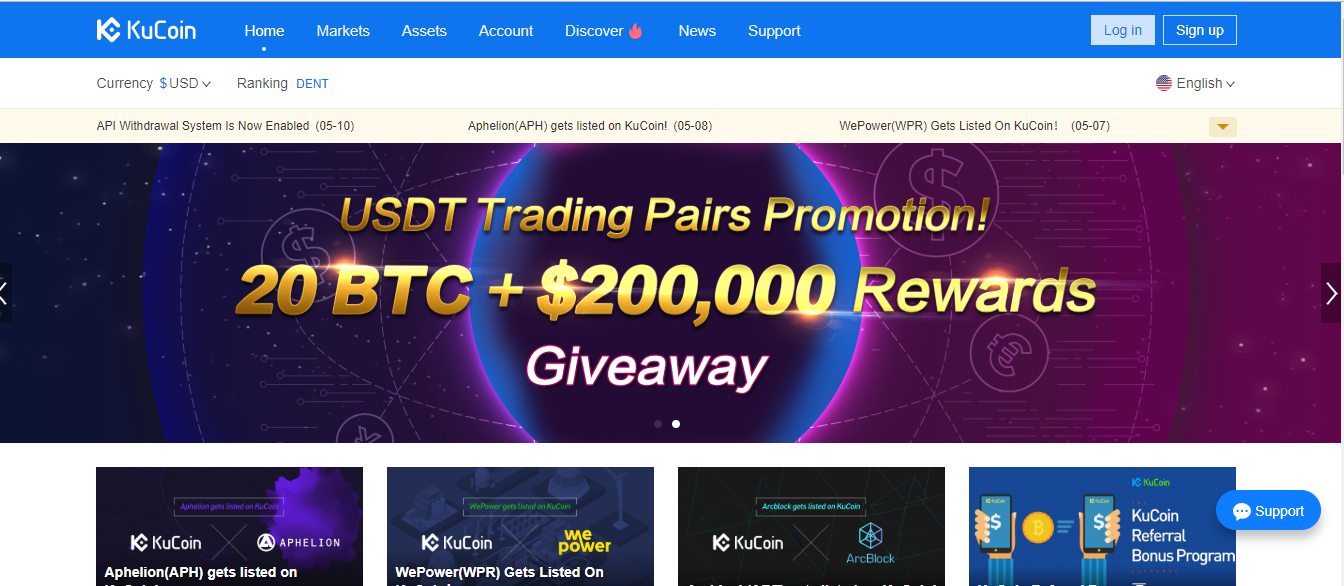 KuCoin Home Markets Assets Account Discover News Support Log in Sign up
Currency $ USD Ranking DENT English
API Withdrawal System Is Now Enabled (05-10) Aphelion(APH) gets listed on KuCoin! (05-08) WePower(WPR) Gets Listed On KuCoin! (05-07)
USDT Trading Pairs Promotion!
20 BTC + $200,000 Rewards
Giveaway
Aphelion gets listed on KuCoin
KuCoin APHELION
Aphelion(APH) gets listed on
WePower gets listed on KuCoin
KuCoin we
power
WePower(WPR) Gets Listed On
Arcblock gets listed on KuCoin
KuCoin ArcBlock
KuCoin
KuCoin
Referral
Bonus Program
Support